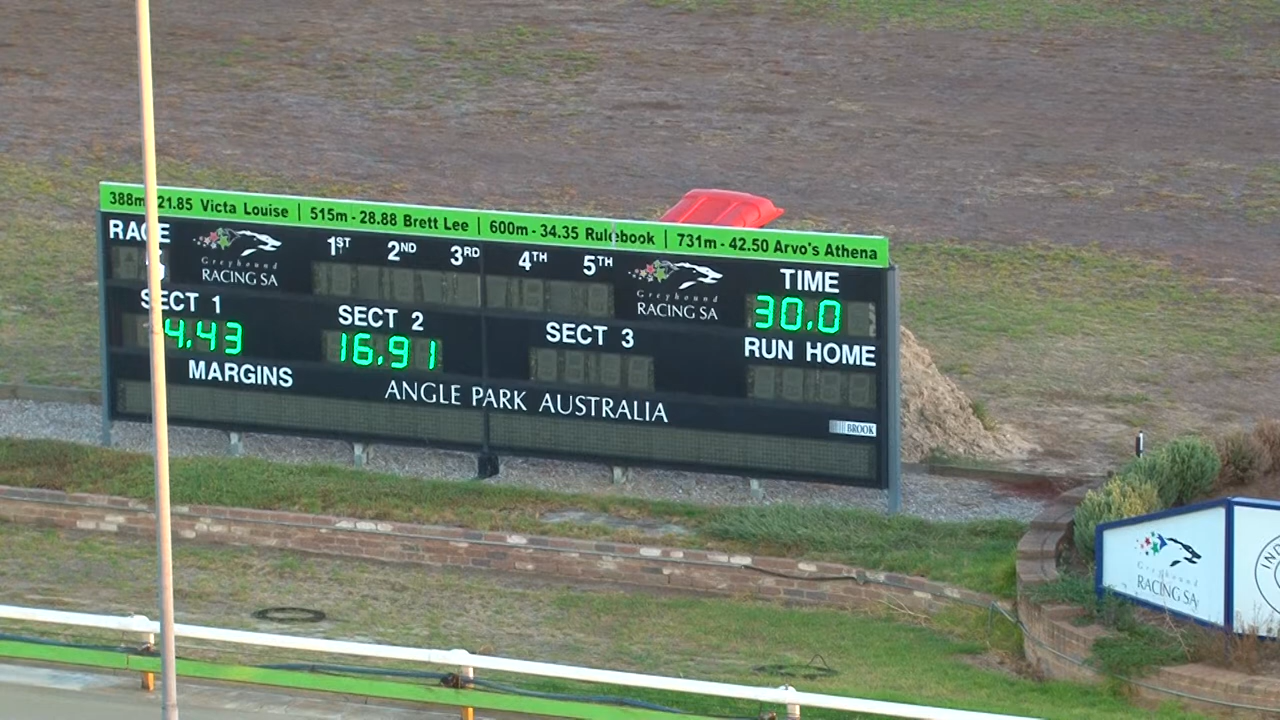 388m 21.85 Victa Louise | 515m - 28.88 Brett Lee | 600m - 34.35 Rulebook | 731m - 42.50 Arvo's Athena
RACE
Greyhound
RACING SA
1ST 2ND 3RD 4TH 5TH
Greyhound
RACING SA
TIME
30.0
SECT 1
4.43
SECT 2
16.91
SECT 3
RUN HOME
MARGINS
ANGLE PARK AUSTRALIA
BROOK
Greyhound
RACING SA
IND